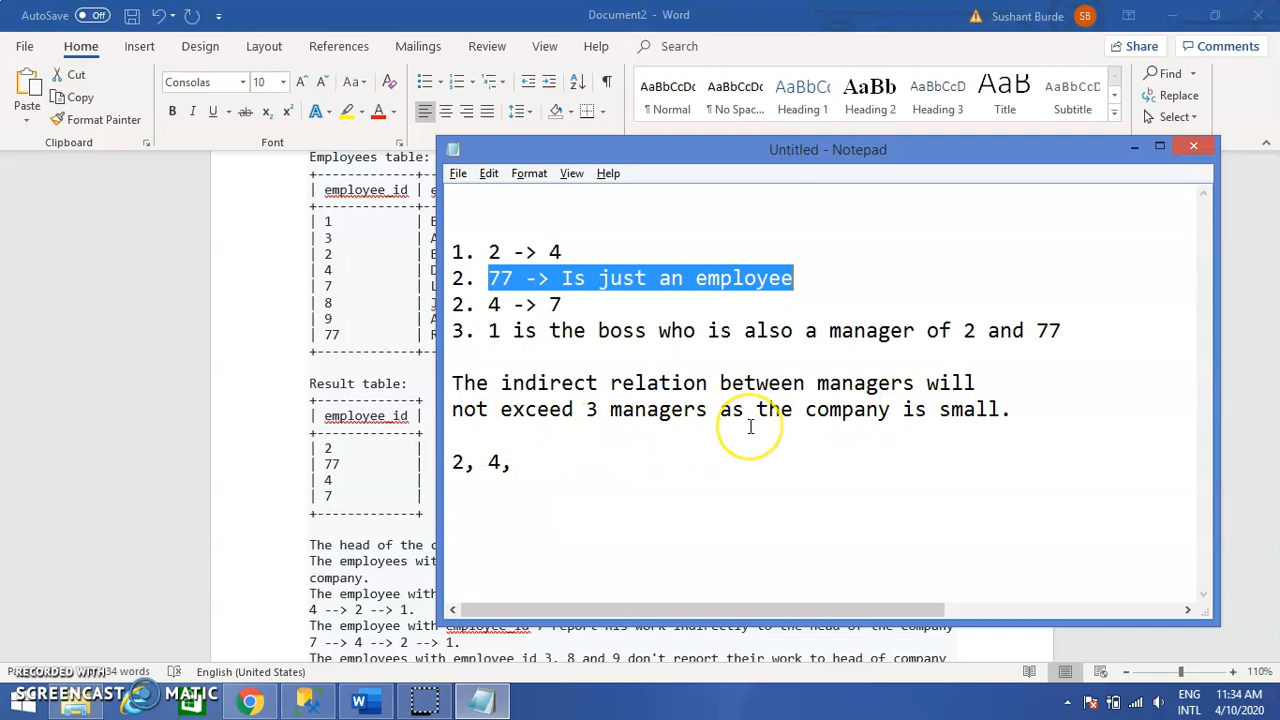 AutoSave Off
Document2 - Word
Sushant Burde SB
File Home Insert Design Layout References Mailings Review View Help Search
Share Comments
Paste
Cut
Copy
Format Painter
Clipboard
Consolas 10
Font
AaBbCc AaBbCc AaBbC AaBb AaBbCc AaB AaBbCc
¶ Normal ¶ No Spac... Heading 1 Heading 2 Heading 3 Title Subtitle
Find
Replace
Select
Employees table:
+---------------+
| employee_id | e
+---------------+
| 1 | B
| 3 | A
| 2 | B
| 4 | D
| 7 | L
| 8 | J
| 9 | A
| 77 | R
+---------------+
Result table:
+---------------+
| employee_id |
+---------------+
| 2 |
| 77 |
| 4 |
| 7 |
+---------------+
The head of the c
The employees wit
company.
The employee with
4 --> 2 --> 1.
The employee with employee_id 7 report his work indirectly to the head of the company
7 --> 4 --> 2 --> 1.
The employees with employee_id 3, 8 and 9 don't report their work to head of company
Untitled - Notepad
File Edit Format View Help
1. 2 -> 4
2. 77 -> Is just an employee
2. 4 -> 7
3. 1 is the boss who is also a manager of 2 and 77
The indirect relation between managers will
not exceed 3 managers as the company is small.
2, 4,
34 words
English (United States)
110%
RECORDED WITH
SCREENCAST MATIC
ENG
INTL
11:34 AM
4/10/2020